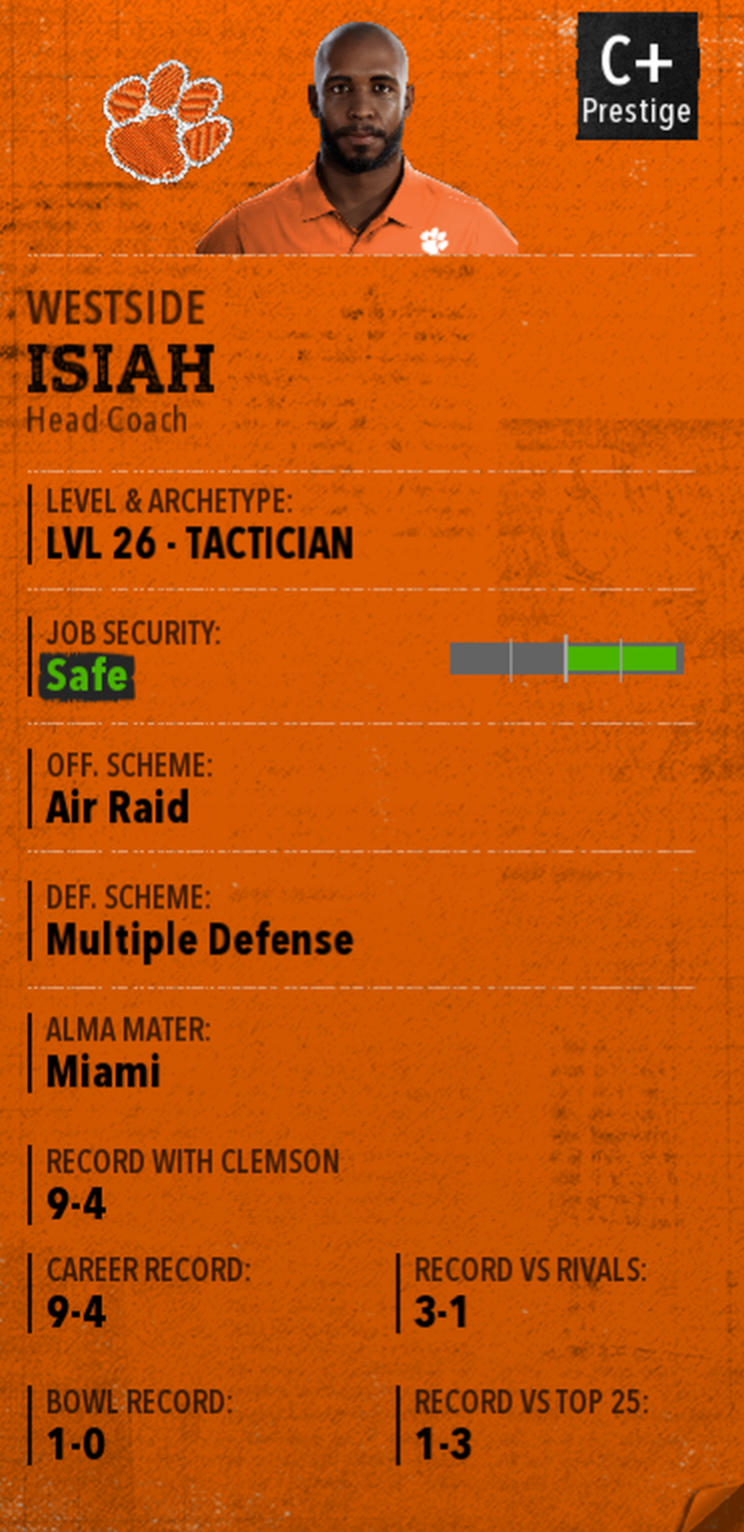 C+
Prestige
WESTSIDE
ISIAH
Head Coach
LEVEL & ARCHETYPE:
LVL 26 - TACTICIAN
JOB SECURITY:
Safe
OFF. SCHEME:
Air Raid
DEF. SCHEME:
Multiple Defense
ALMA MATER:
Miami
RECORD WITH CLEMSON
9-4
CAREER RECORD:
9-4
RECORD VS RIVALS:
3-1
BOWL RECORD:
1-0
RECORD VS TOP 25:
1-3